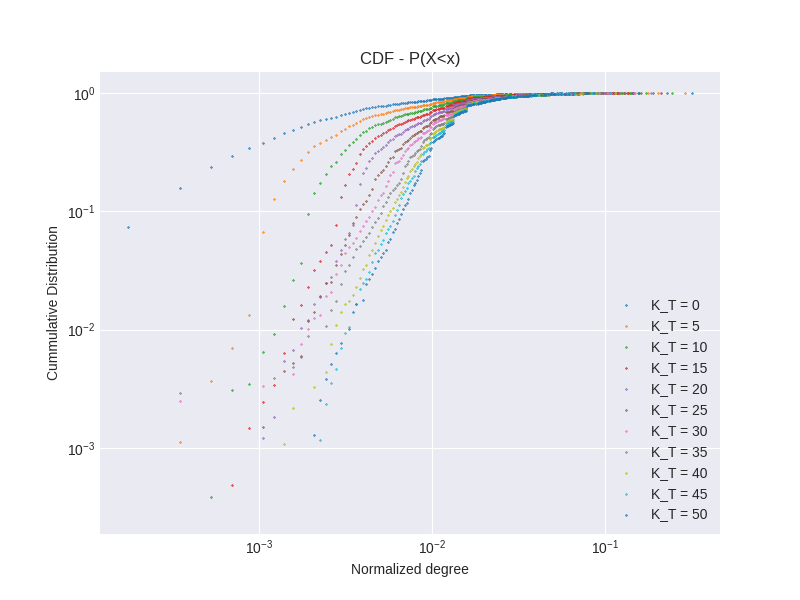 CDF - P(X<x)
Cummulative Distribution
10⁰
10⁻¹
10⁻²
10⁻³
K_T = 0
K_T = 5
K_T = 10
K_T = 15
K_T = 20
K_T = 25
K_T = 30
K_T = 35
K_T = 40
K_T = 45
K_T = 50
10⁻³ 10⁻² 10⁻¹
Normalized degree